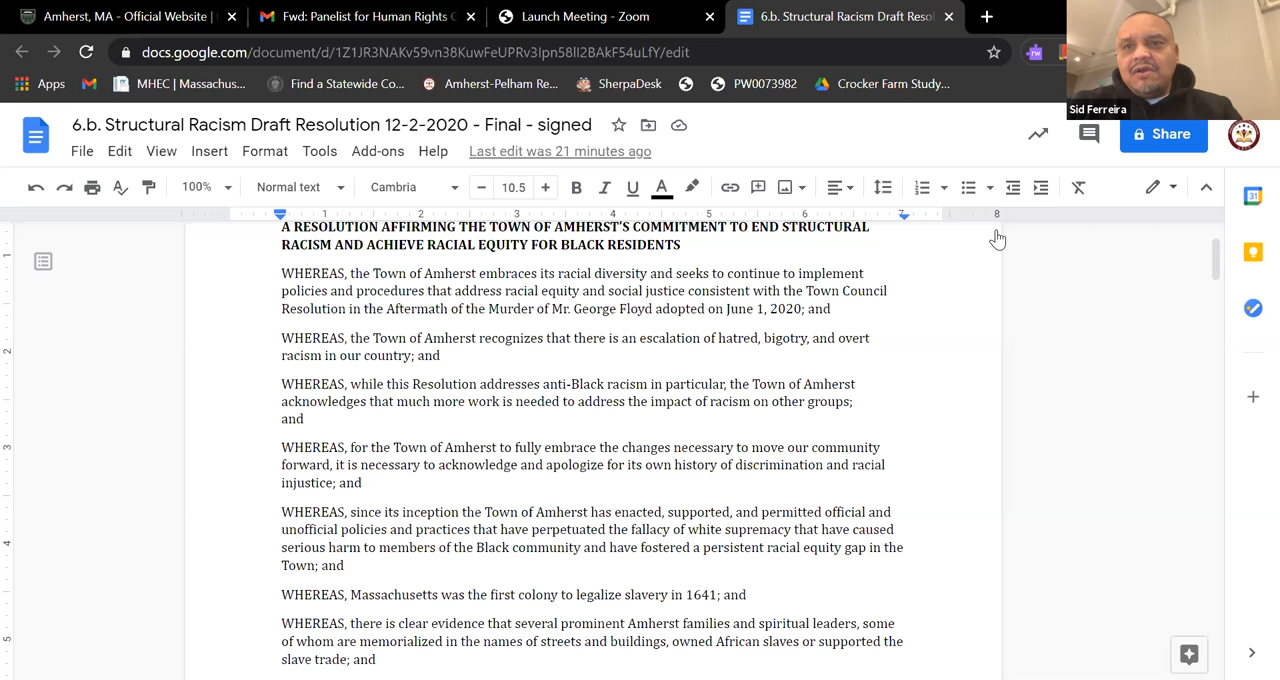 Amherst, MA - Official Website |
Fwd: Panelist for Human Rights C
Launch Meeting - Zoom
6.b. Structural Racism Draft Resol
docs.google.com/document/d/1Z1JR3NAKv59vn38KuwFeUPRv3Ipn58lI2BAkF54uLfY/edit
Apps
MHEC | Massachus...
Find a Statewide Co...
Amherst-Pelham Re...
SherpaDesk
PW0073982
Crocker Farm Study...
Sid Ferreira
6.b. Structural Racism Draft Resolution 12-2-2020 - Final - signed
Share
File Edit View Insert Format Tools Add-ons Help Last edit was 21 minutes ago
100% Normal text Cambria 10.5 B I U A
1 2 3 4 5 6 7 8
A RESOLUTION AFFIRMING THE TOWN OF AMHERST'S COMMITMENT TO END STRUCTURAL
RACISM AND ACHIEVE RACIAL EQUITY FOR BLACK RESIDENTS
WHEREAS, the Town of Amherst embraces its racial diversity and seeks to continue to implement
policies and procedures that address racial equity and social justice consistent with the Town Council
Resolution in the Aftermath of the Murder of Mr. George Floyd adopted on June 1, 2020; and
WHEREAS, the Town of Amherst recognizes that there is an escalation of hatred, bigotry, and overt
racism in our country; and
WHEREAS, while this Resolution addresses anti-Black racism in particular, the Town of Amherst
acknowledges that much more work is needed to address the impact of racism on other groups;
and
WHEREAS, for the Town of Amherst to fully embrace the changes necessary to move our community
forward, it is necessary to acknowledge and apologize for its own history of discrimination and racial
injustice; and
WHEREAS, since its inception the Town of Amherst has enacted, supported, and permitted official and
unofficial policies and practices that have perpetuated the fallacy of white supremacy that have caused
serious harm to members of the Black community and have fostered a persistent racial equity gap in the
Town; and
WHEREAS, Massachusetts was the first colony to legalize slavery in 1641; and
WHEREAS, there is clear evidence that several prominent Amherst families and spiritual leaders, some
of whom are memorialized in the names of streets and buildings, owned African slaves or supported the
slave trade; and
1
2
3
4
5
31